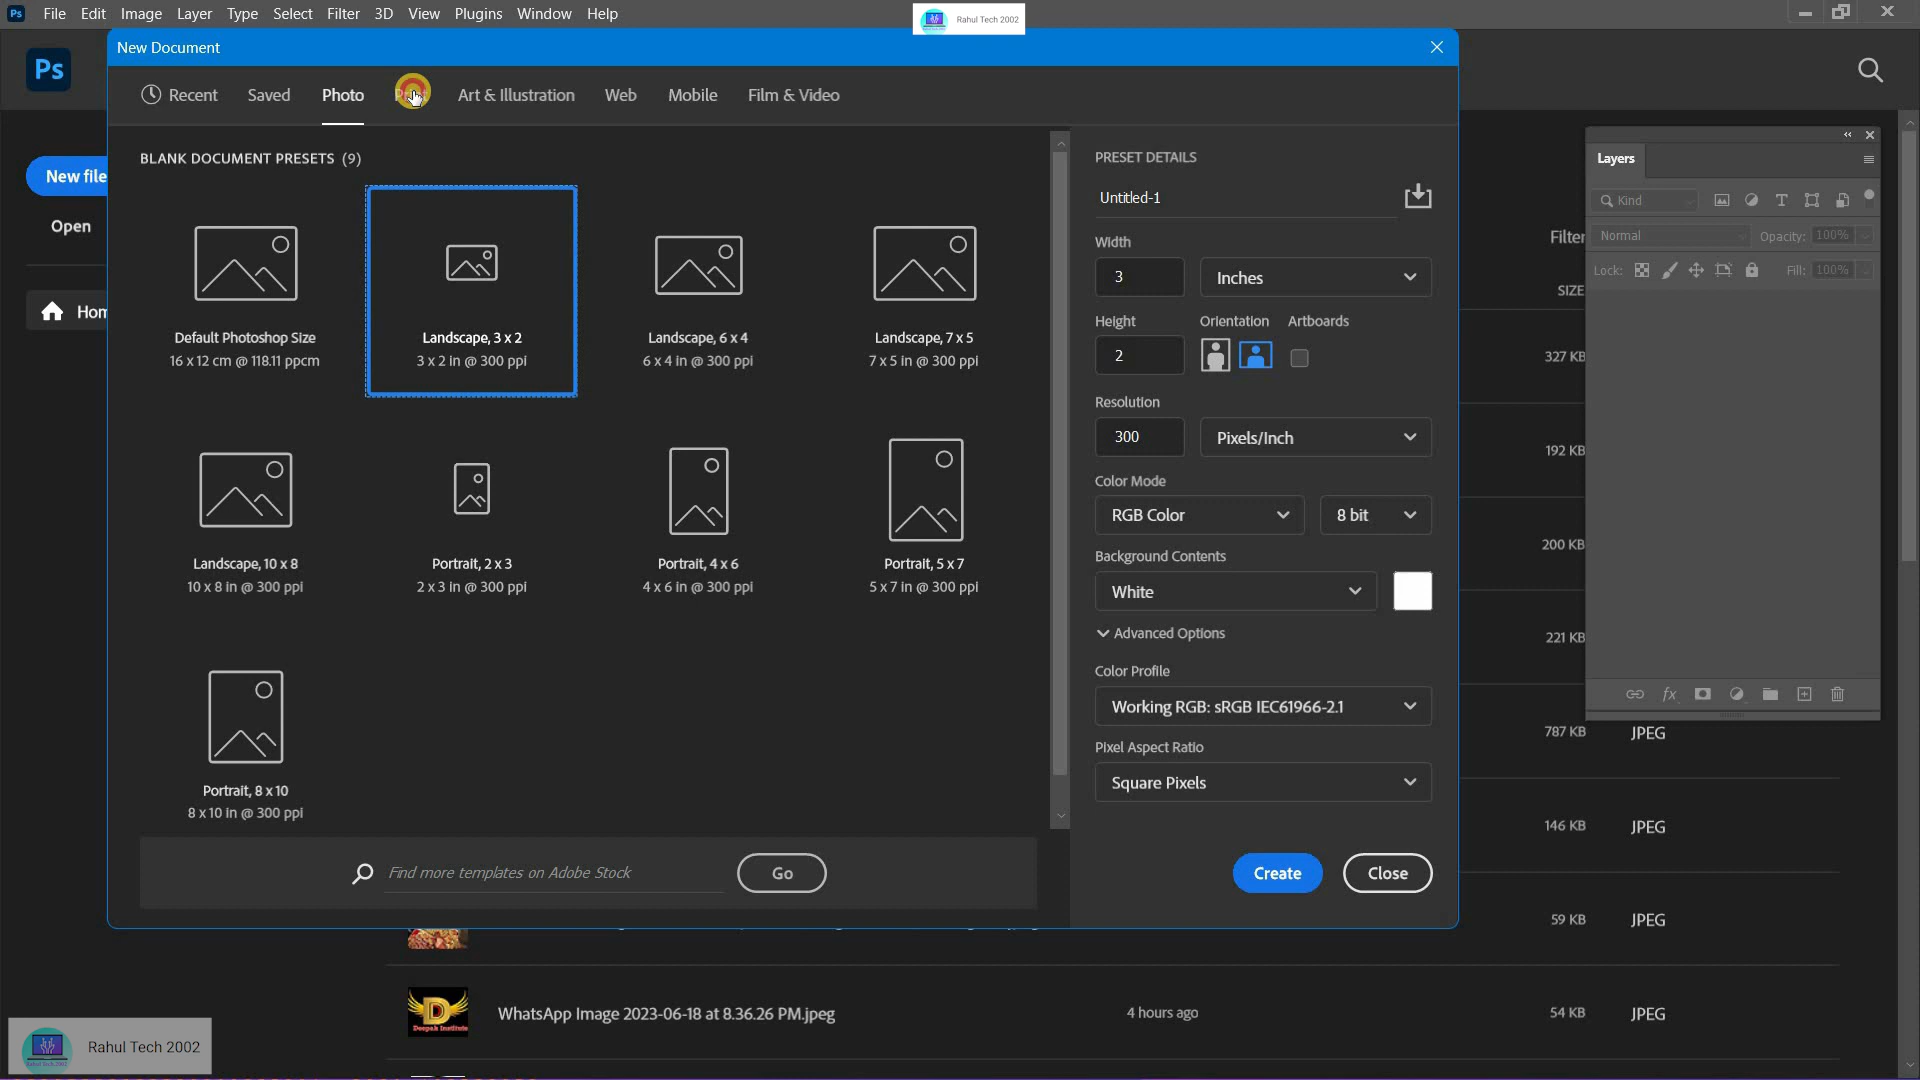 Ps File Edit Image Layer Type Select Filter 3D View Plugins Window Help
Rahul Tech 2002
New Document
Ps
Recent Saved Photo Art & Illustration Web Mobile Film & Video
New file
Open
Hom
BLANK DOCUMENT PRESETS (9)
Default Photoshop Size
16 x 12 cm @ 118.11 ppcm
Landscape, 3 x 2
3 x 2 in @ 300 ppi
Landscape, 6 x 4
6 x 4 in @ 300 ppi
Landscape, 7 x 5
7 x 5 in @ 300 ppi
Landscape, 10 x 8
10 x 8 in @ 300 ppi
Portrait, 2 x 3
2 x 3 in @ 300 ppi
Portrait, 4 x 6
4 x 6 in @ 300 ppi
Portrait, 5 x 7
5 x 7 in @ 300 ppi
Portrait, 8 x 10
8 x 10 in @ 300 ppi
Find more templates on Adobe Stock
Go
PRESET DETAILS
Untitled-1
Width
3 Inches
Height Orientation Artboards
2
Resolution
300 Pixels/Inch
Color Mode
RGB Color 8 bit
Background Contents
White
Advanced Options
Color Profile
Working RGB: sRGB IEC61966-2.1
Pixel Aspect Ratio
Square Pixels
Create Close
Layers
Kind
Normal Opacity: 100%
Lock: Fill: 100%
fx
Filter
SIZE
327 KB
192 KB
200 KB
221 KB
787 KB JPEG
146 KB JPEG
59 KB JPEG
Deepak Institute
WhatsApp Image 2023-06-18 at 8.36.26 PM.jpeg 4 hours ago 54 KB JPEG
Rahul Tech 2002